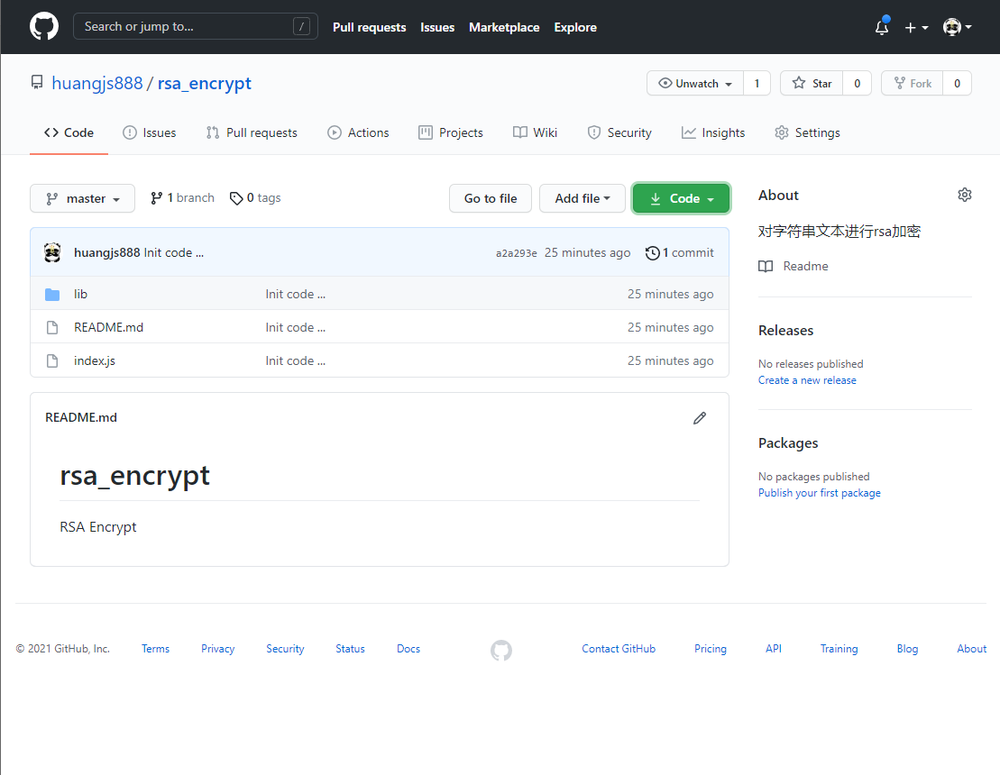 Search or jump to... /
Pull requests Issues Marketplace Explore
huangjs888 / rsa_encrypt
Unwatch 1 Star 0 Fork 0
Code Issues Pull requests Actions Projects Wiki Security Insights Settings
master 1 branch 0 tags Go to file Add file Code
huangjs888 Init code ... a2a293e 25 minutes ago 1 commit
lib Init code ... 25 minutes ago
README.md Init code ... 25 minutes ago
index.js Init code ... 25 minutes ago
README.md
rsa_encrypt
RSA Encrypt
About
对字符串文本进行rsa加密
Readme
Releases
No releases published
Create a new release
Packages
No packages published
Publish your first package
© 2021 GitHub, Inc. Terms Privacy Security Status Docs Contact GitHub Pricing API Training Blog About